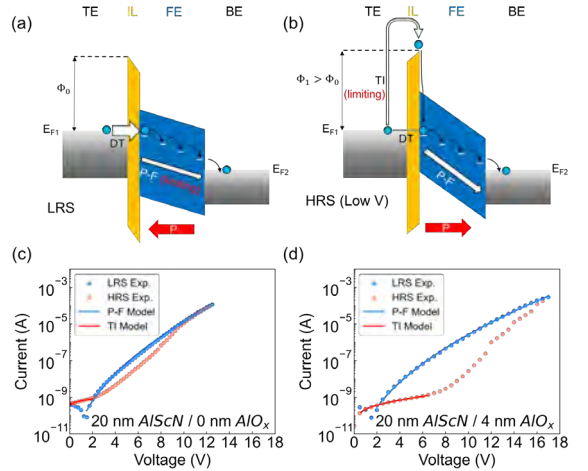 TE IL FE BE
TE IL FE BE
(a)
Φ0
EF1
DT
P-F (limiting)
EF2
LRS
P
(b)
Φ1 > Φ0
TI
(limiting)
EF1
DT
P-F
EF2
HRS (Low V)
P
(c)
LRS Exp.
HRS Exp.
P-F Model
TI Model
10⁻³
10⁻⁵
10⁻⁷
10⁻⁹
10⁻¹¹
Current (A)
20 nm AlScN / 0 nm AlOx
0 2 4 6 8 10 12 14 16 18
Voltage (V)
(d)
LRS Exp.
HRS Exp.
P-F Model
TI Model
10⁻³
10⁻⁵
10⁻⁷
10⁻⁹
10⁻¹¹
Current (A)
20 nm AlScN / 4 nm AlOx
0 2 4 6 8 10 12 14 16 18
Voltage (V)